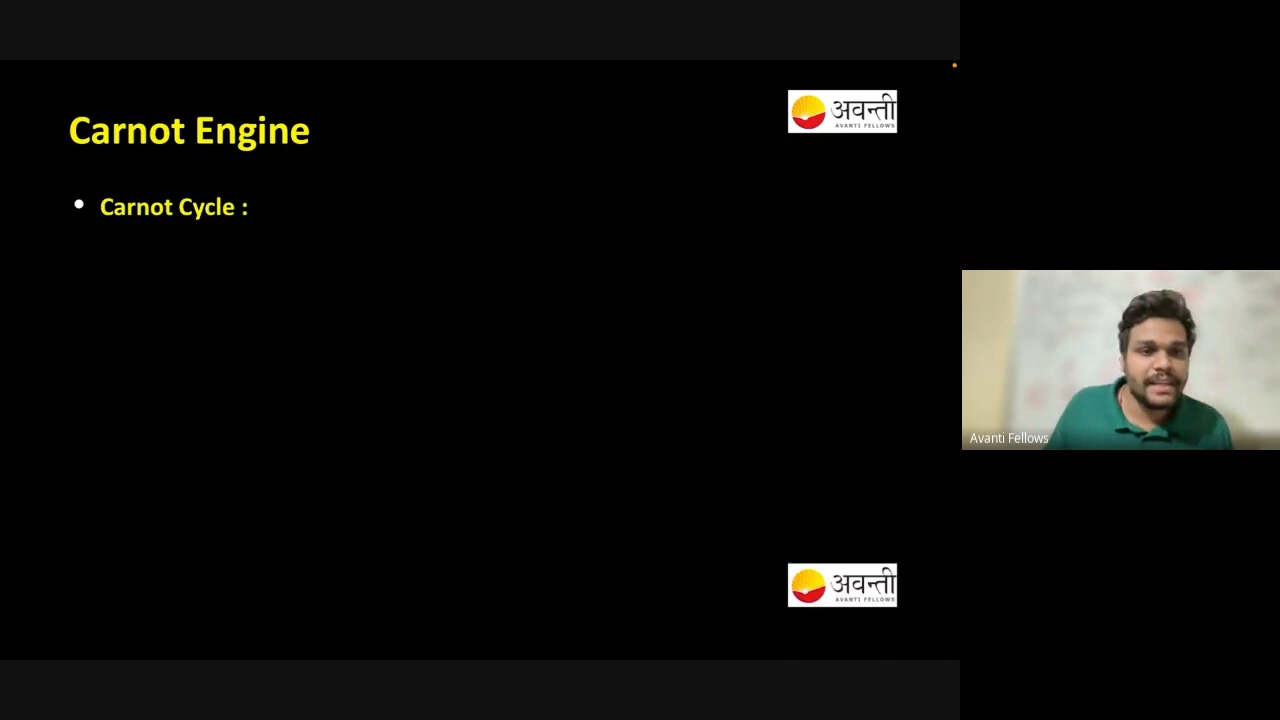 अवन्ती
AVANTI FELLOWS
Carnot Engine
Carnot Cycle :
Avanti Fellows
अवन्ती
AVANTI FELLOWS